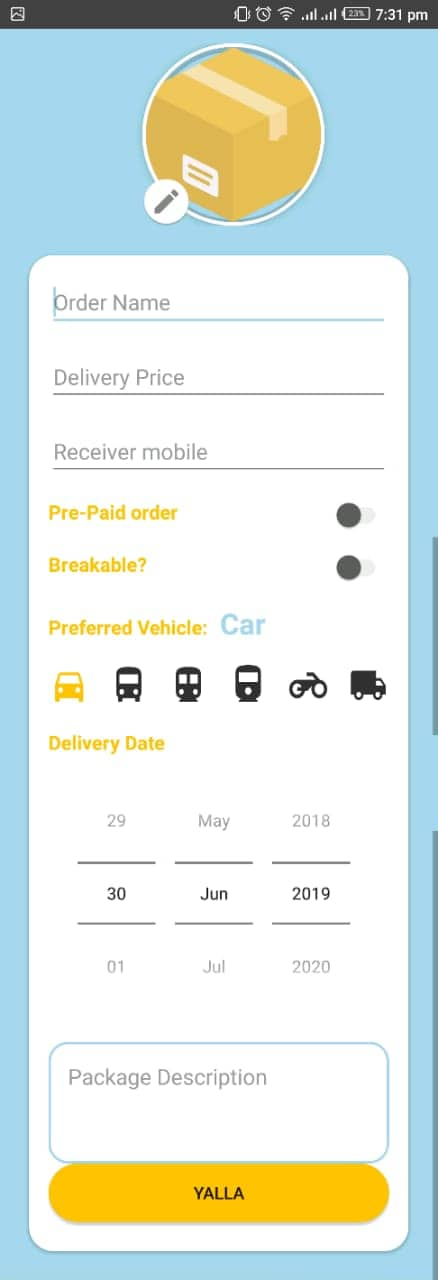 23% 7:31 pm
Order Name
Delivery Price
Receiver mobile
Pre-Paid order
Breakable?
Preferred Vehicle: Car
Delivery Date
29 May 2018
30 Jun 2019
01 Jul 2020
Package Description
YALLA